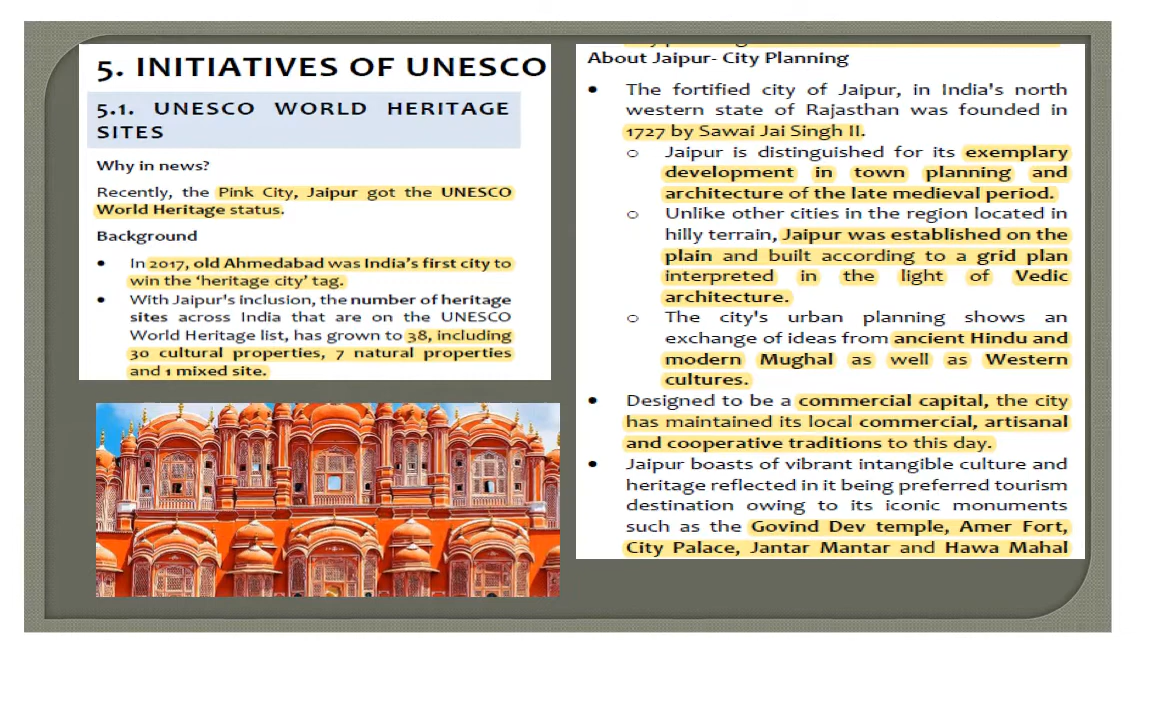 5. INITIATIVES OF UNESCO
5.1. UNESCO WORLD HERITAGE
SITES
Why in news?
Recently, the Pink City, Jaipur got the UNESCO
World Heritage status.
Background
• In 2017, old Ahmedabad was India's first city to
win the 'heritage city' tag.
• With Jaipur's inclusion, the number of heritage
sites across India that are on the UNESCO
World Heritage list, has grown to 38, including
30 cultural properties, 7 natural properties
and 1 mixed site.
About Jaipur- City Planning
• The fortified city of Jaipur, in India's north
western state of Rajasthan was founded in
1727 by Sawai Jai Singh II.
o Jaipur is distinguished for its exemplary
development in town planning and
architecture of the late medieval period.
o Unlike other cities in the region located in
hilly terrain, Jaipur was established on the
plain and built according to a grid plan
interpreted in the light of Vedic
architecture.
o The city's urban planning shows an
exchange of ideas from ancient Hindu and
modern Mughal as well as Western
cultures.
• Designed to be a commercial capital, the city
has maintained its local commercial, artisanal
and cooperative traditions to this day.
• Jaipur boasts of vibrant intangible culture and
heritage reflected in it being preferred tourism
destination owing to its iconic monuments
such as the Govind Dev temple, Amer Fort,
City Palace, Jantar Mantar and Hawa Mahal